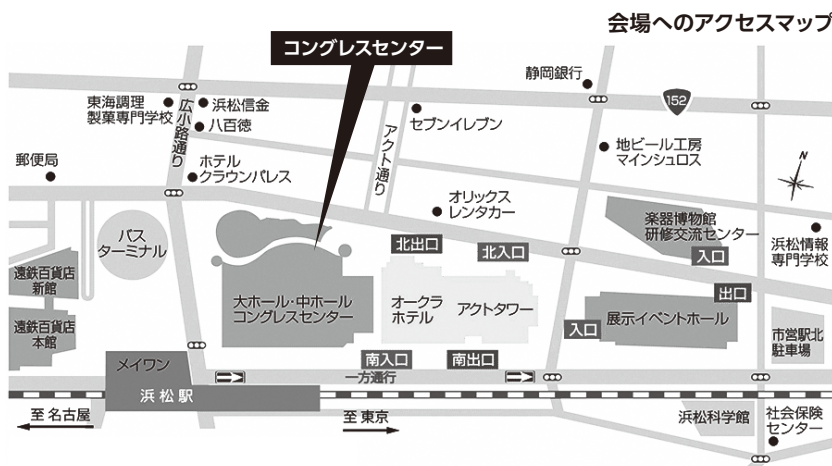 会場へのアクセスマップ
コングレスセンター
静岡銀行
152
東海調理
製菓専門学校
広小路通り
浜松信金
八百徳
セブンイレブン
アクト通り
地ビール工房
マインシュロス
郵便局
ホテル
クラウンパレス
N
オリックス
レンタカー
楽器博物館
研修交流センター
入口
浜松情報
専門学校
バス
ターミナル
北出口
北入口
遠鉄百貨店
新館
出口
大ホール・中ホール
コングレスセンター
オークラ
ホテル
アクトタワー
展示イベントホール
入口
遠鉄百貨店
本館
市営駅北
駐車場
メイワン
南入口
南出口
一方通行
浜松駅
至 名古屋
至 東京
浜松科学館
社会保険
センター